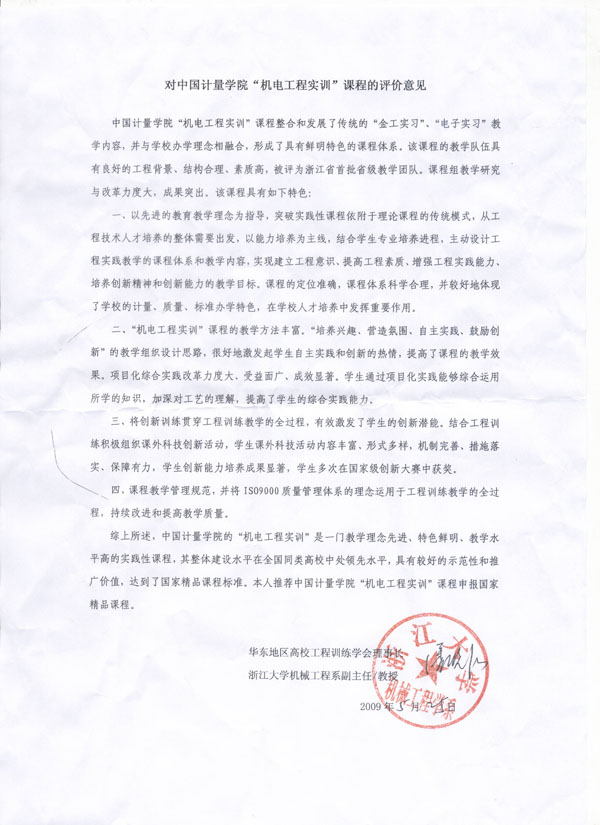 对中国计量学院“机电工程实训”课程的评价意见
中国计量学院“机电工程实训”课程整合和发展了传统的“金工实习”、“电子实习”教
学内容，并与学校办学理念相融合，形成了具有鲜明特色的课程体系。该课程的教学队伍具
有良好的工程背景、结构合理、素质高，被评为浙江省首批省级教学团队。课程组教学研究
与改革力度大，成果突出。该课程具有如下特色：
一、以先进的教育教学理念为指导，突破实践性课程依附于理论课程的传统模式，从工
程技术人才培养的整体需要出发，以能力培养为主线，结合学生专业培养进程，主动设计工
程实践教学的课程体系和教学内容，实现建立工程意识、提高工程素质、增强工程实践能力、
培养创新精神和创新能力的教学目标。课程的定位准确，课程体系科学合理，并较好地体现
了学校的计量、质量、标准办学特色，在学校人才培养中发挥重要作用。
二、“机电工程实训”课程的教学方法丰富。“培养兴趣、营造氛围、自主实践、鼓励创
新”的教学组织设计思路，很好地激发起学生自主实践和创新的热情，提高了课程的教学效
果。项目化综合实践改革力度大、受益面广、成效显著。学生通过项目化实践能够综合运用
所学的知识，加深对工艺的理解，提高了学生的综合实践能力。
三、将创新训练贯穿工程训练教学的全过程，有效激发了学生的创新潜能。结合工程训
练积极组织课外科技创新活动，学生课外科技活动内容丰富、形式多样，机制完善、措施落
实、保障有力，学生创新能力培养成果显著，学生多次在国家级创新大赛中获奖。
四、课程教学管理规范，并将 ISO9000 质量管理体系的理念运用于工程训练教学的全过
程，持续改进和提高教学质量。
综上所述，中国计量学院的“机电工程实训”是一门教学理念先进、特色鲜明、教学水
平高的实践性课程，其整体建设水平在全国同类高校中处领先水平，具有较好的示范性和推
广价值，达到了国家精品课程标准。本人推荐中国计量学院“机电工程实训”课程申报国家
精品课程。
华东地区高校工程训练学会理事长
浙江大学机械工程系副主任/教授
2009 年 5 月 日
浙江大学
机械工程学系